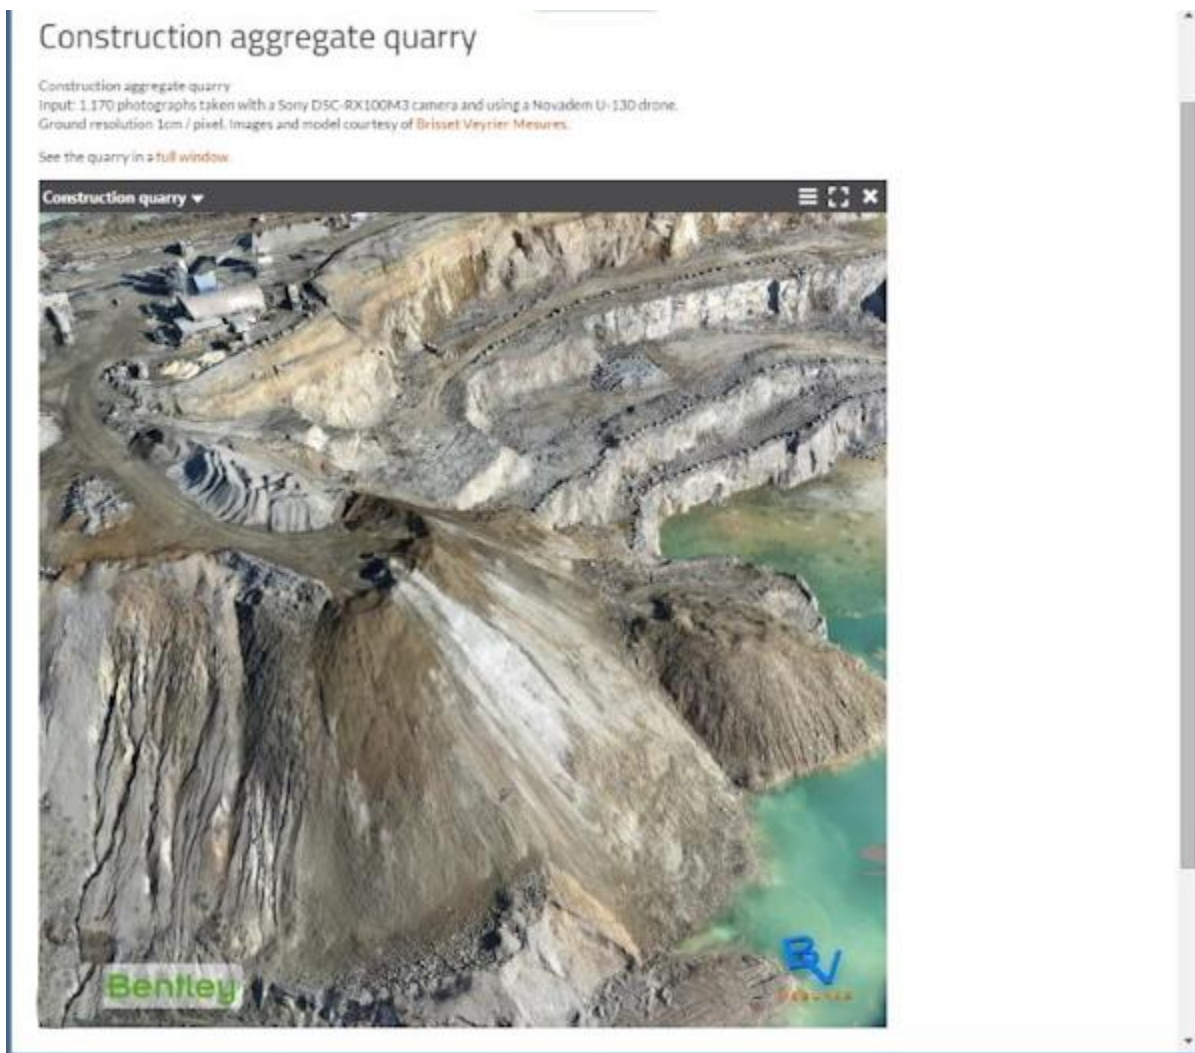 Construction aggregate quarry
Construction aggregate quarry
Input: 1.170 photographs taken with a Sony DSC-RX100M3 camera and using a Novadem U-130 drone.
Ground resolution 1cm / pixel. Images and model courtesy of Brisset Veyrier Mesures.
See the quarry in a full window.
Construction quarry
Bentley
BV
MESURES